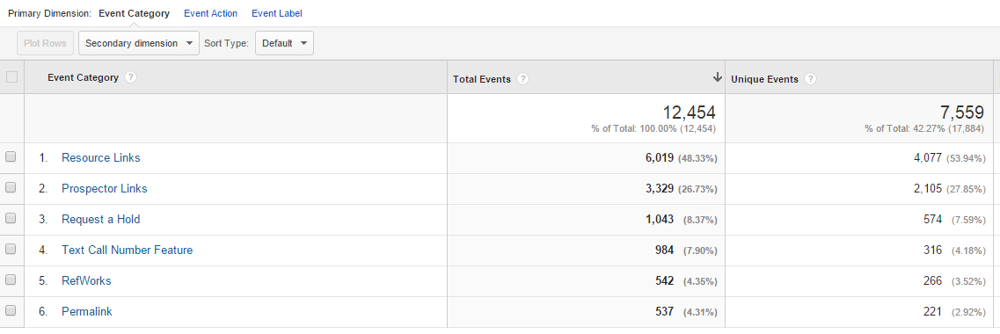 Primary Dimension: Event Category Event Action Event Label
Plot Rows Secondary dimension Sort Type: Default
Event Category ? Total Events ? Unique Events ?
12,454 7,559
% of Total: 100.00% (12,454) % of Total: 42.27% (17,884)
1. Resource Links 6,019 (48.33%) 4,077 (53.94%)
2. Prospector Links 3,329 (26.73%) 2,105 (27.85%)
3. Request a Hold 1,043 (8.37%) 574 (7.59%)
4. Text Call Number Feature 984 (7.90%) 316 (4.18%)
5. RefWorks 542 (4.35%) 266 (3.52%)
6. Permalink 537 (4.31%) 221 (2.92%)